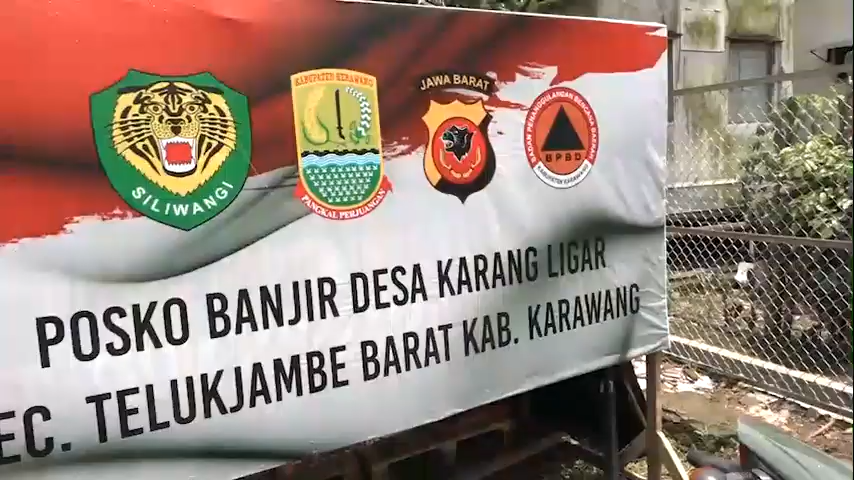 SILIWANGI
KABUPATEN KARAWANG
PANGKAL PERJUANGAN
JAWA BARAT
BADAN PENANGGULANGAN BENCANA DAERAH
BPBD
KABUPATEN KARAWANG
POSKO BANJIR DESA KARANG LIGAR
EC. TELUKJAMBE BARAT KAB. KARAWANG